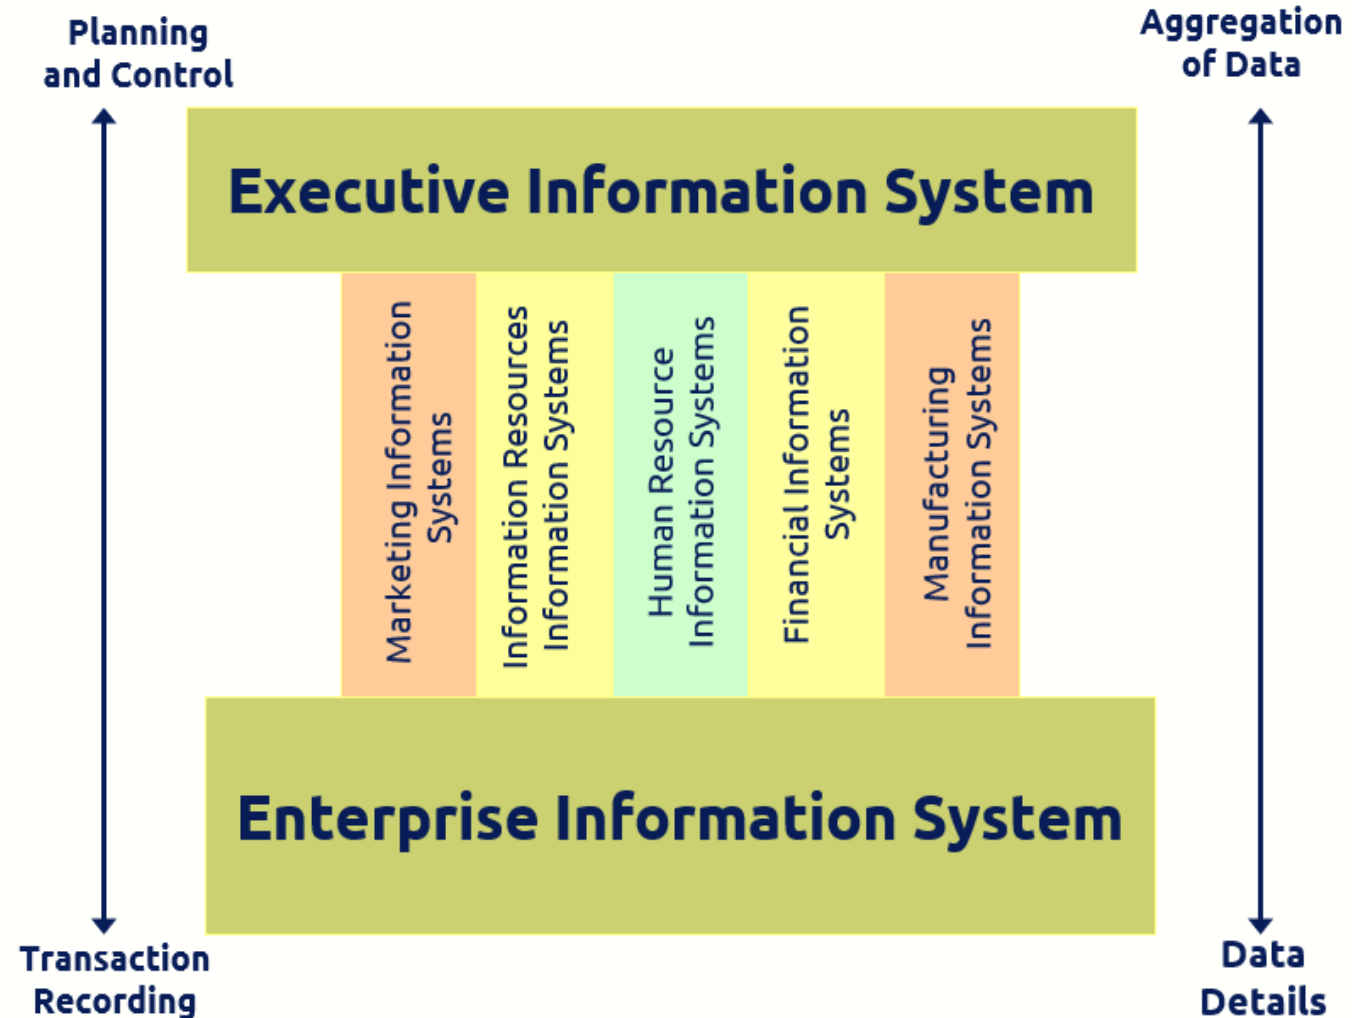 Planning
and Control
Aggregation
of Data
Executive Information System
Marketing Information
Systems
Information Resources
Information Systems
Human Resource
Information Systems
Financial Information
Systems
Manufacturing
Information Systems
Enterprise Information System
Transaction
Recording
Data
Details